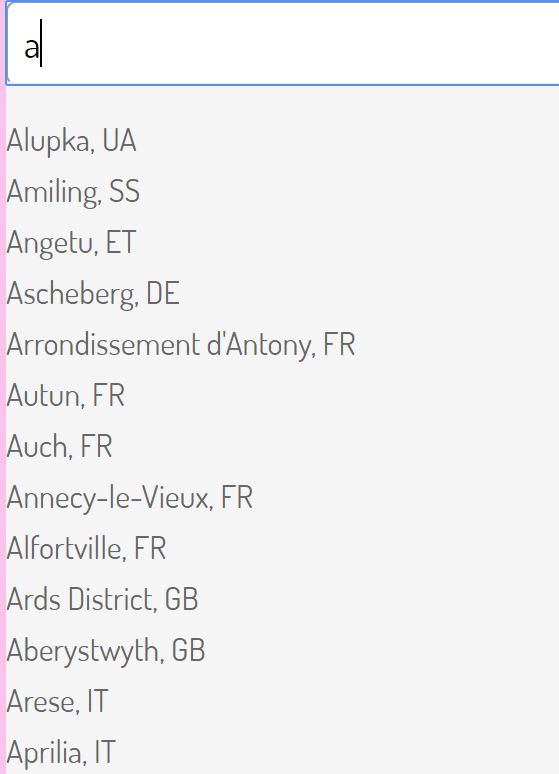 a
Alupka, UA
Amiling, SS
Angetu, ET
Ascheberg, DE
Arrondissement d'Antony, FR
Autun, FR
Auch, FR
Annecy-le-Vieux, FR
Alfortville, FR
Ards District, GB
Aberystwyth, GB
Arese, IT
Aprilia, IT